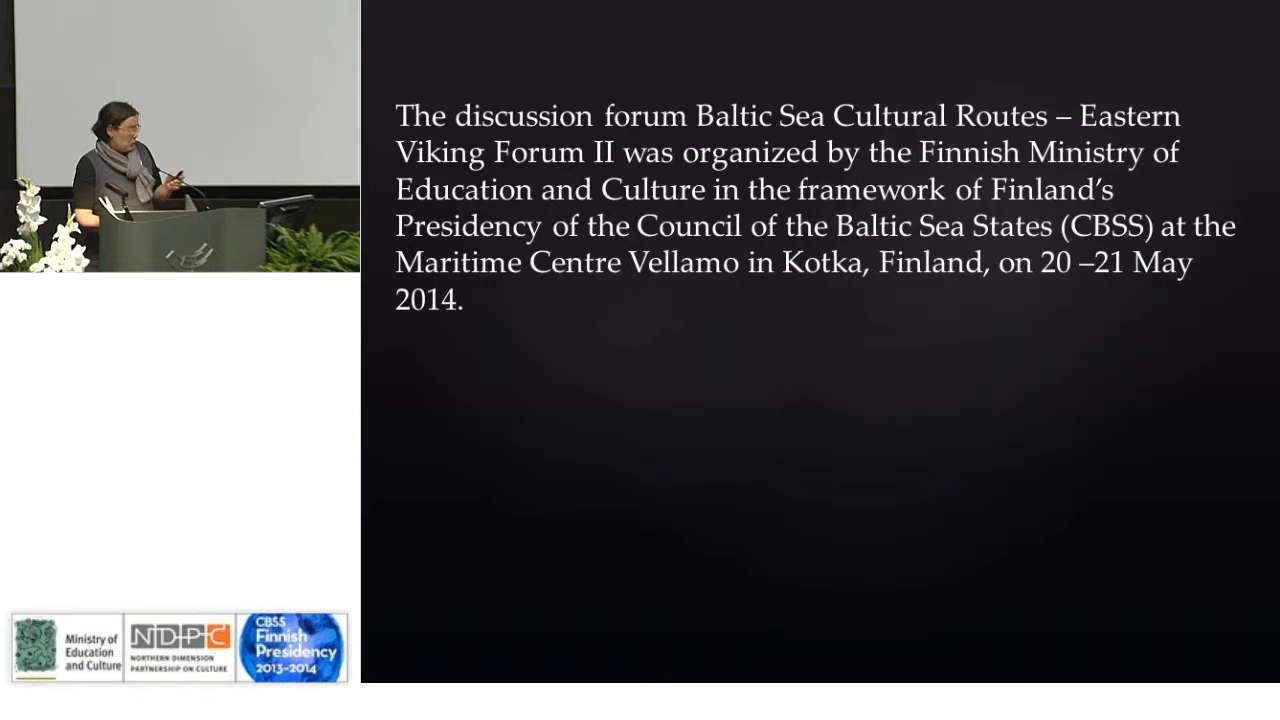 The discussion forum Baltic Sea Cultural Routes – Eastern
Viking Forum II was organized by the Finnish Ministry of
Education and Culture in the framework of Finland’s
Presidency of the Council of the Baltic Sea States (CBSS) at the
Maritime Centre Vellamo in Kotka, Finland, on 20 –21 May
2014.
Ministry of
Education
and Culture
NDPC
NORTHERN DIMENSION
PARTNERSHIP ON CULTURE
CBSS
Finnish
Presidency
2013–2014